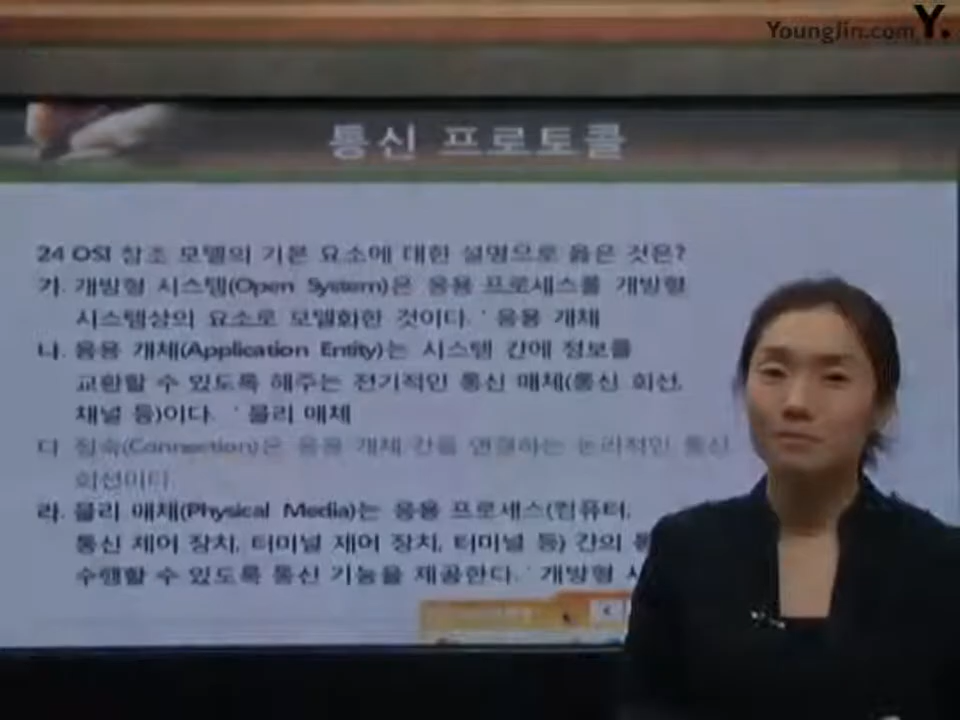 YoungJin.com Y.
통신 프로토콜
24 OSI 참조 모델의 기본 요소에 대한 설명으로 옳은 것은?
가. 개방형 시스템(Open System)은 응용 프로세스를 개방형
시스템상의 요소로 모델화한 것이다. ' 응용 개체
나. 응용 개체(Application Entity)는 시스템 간에 정보를
교환할 수 있도록 해주는 전기적인 통신 매체(통신 회선,
채널 등)이다. ' 물리 매체
다 접속(Connection)은 응용 개체 간을 연결하는 논리적인 통신
회선이다
라. 물리 매체(Physical Media)는 응용 프로세스(컴퓨터,
통신 제어 장치, 터미널 제어 장치, 터미널 등) 간의
수행할 수 있도록 통신 기능을 제공한다. ' 개방형